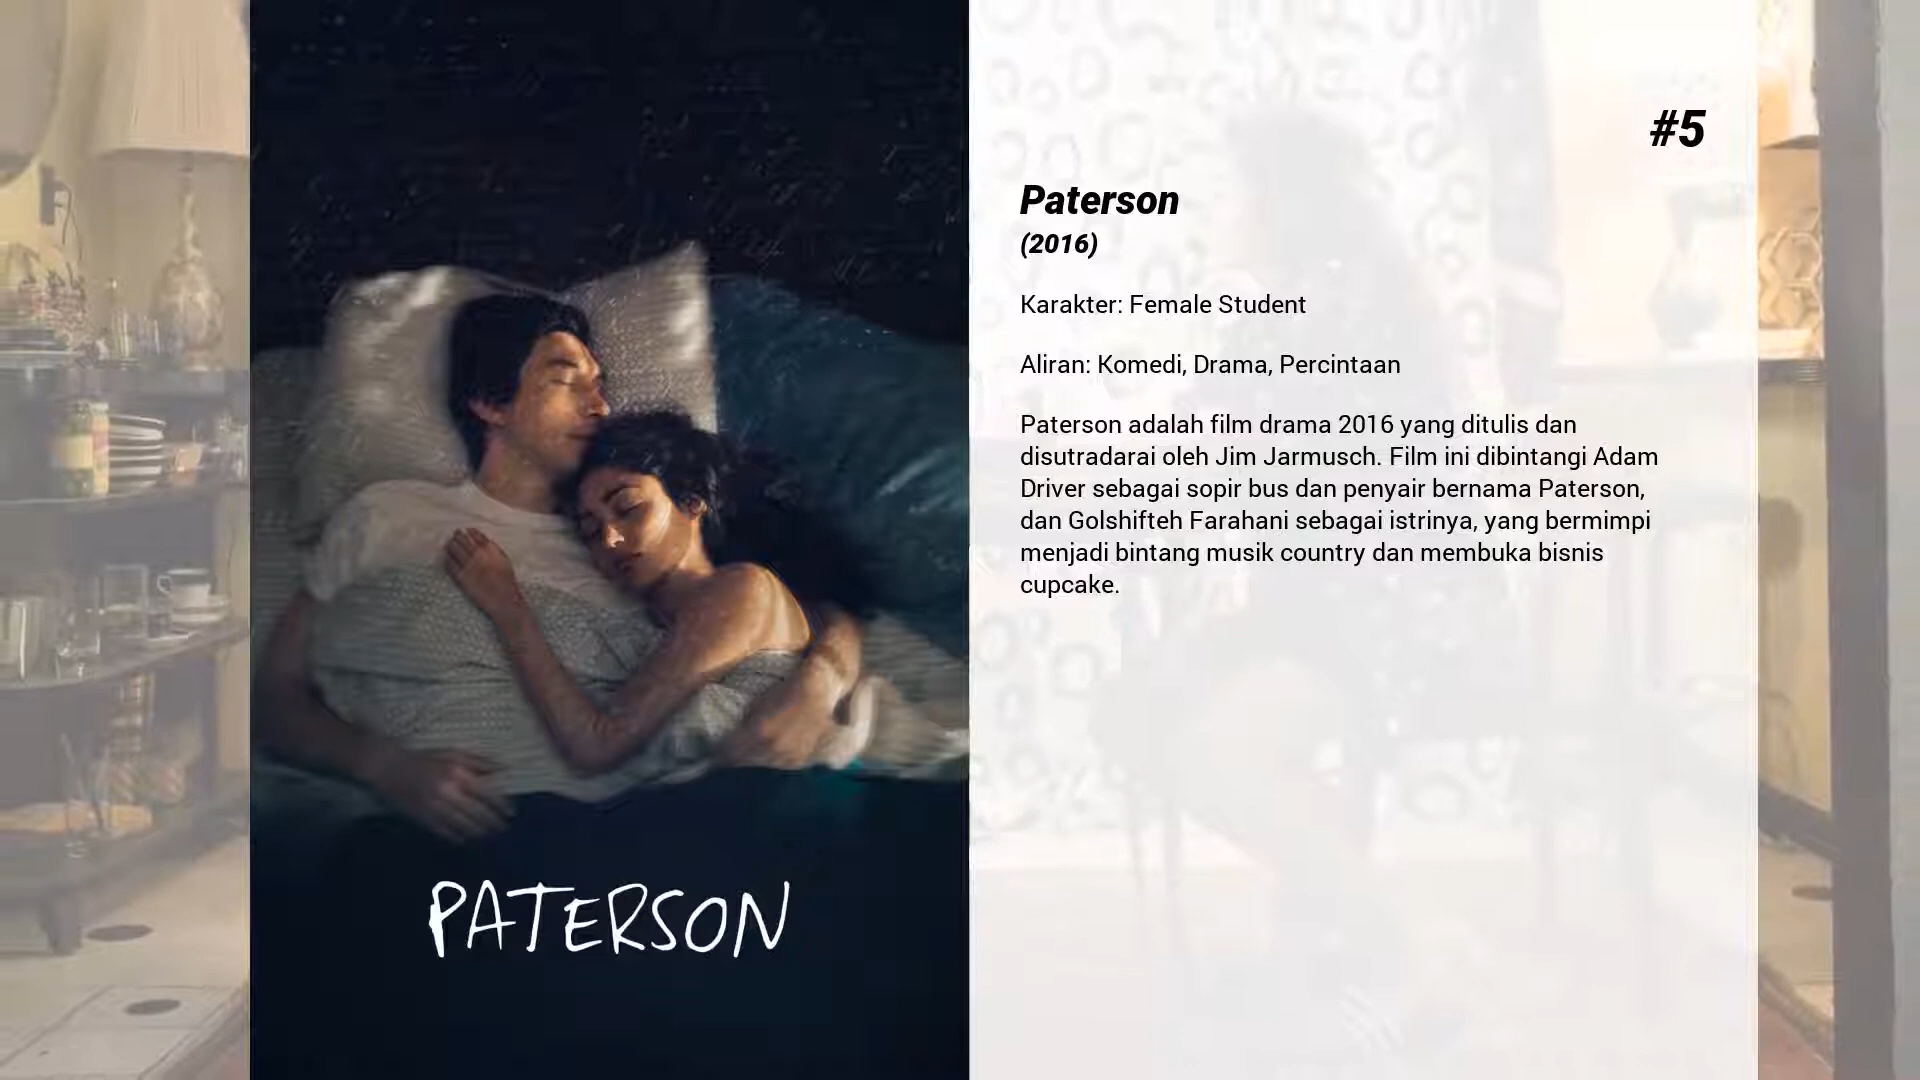 PATERSON
#5
Paterson
(2016)
Karakter: Female Student
Aliran: Komedi, Drama, Percintaan
Paterson adalah film drama 2016 yang ditulis dan
disutradarai oleh Jim Jarmusch. Film ini dibintangi Adam
Driver sebagai sopir bus dan penyair bernama Paterson,
dan Golshifteh Farahani sebagai istrinya, yang bermimpi
menjadi bintang musik country dan membuka bisnis
cupcake.